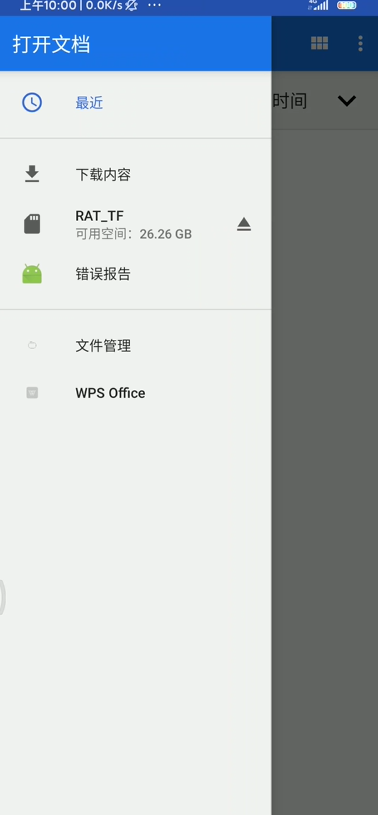 上午10:00 | 0.0K/s ...
打开文档
时间
最近
下载内容
RAT_TF
可用空间：26.26 GB
错误报告
文件管理
WPS Office